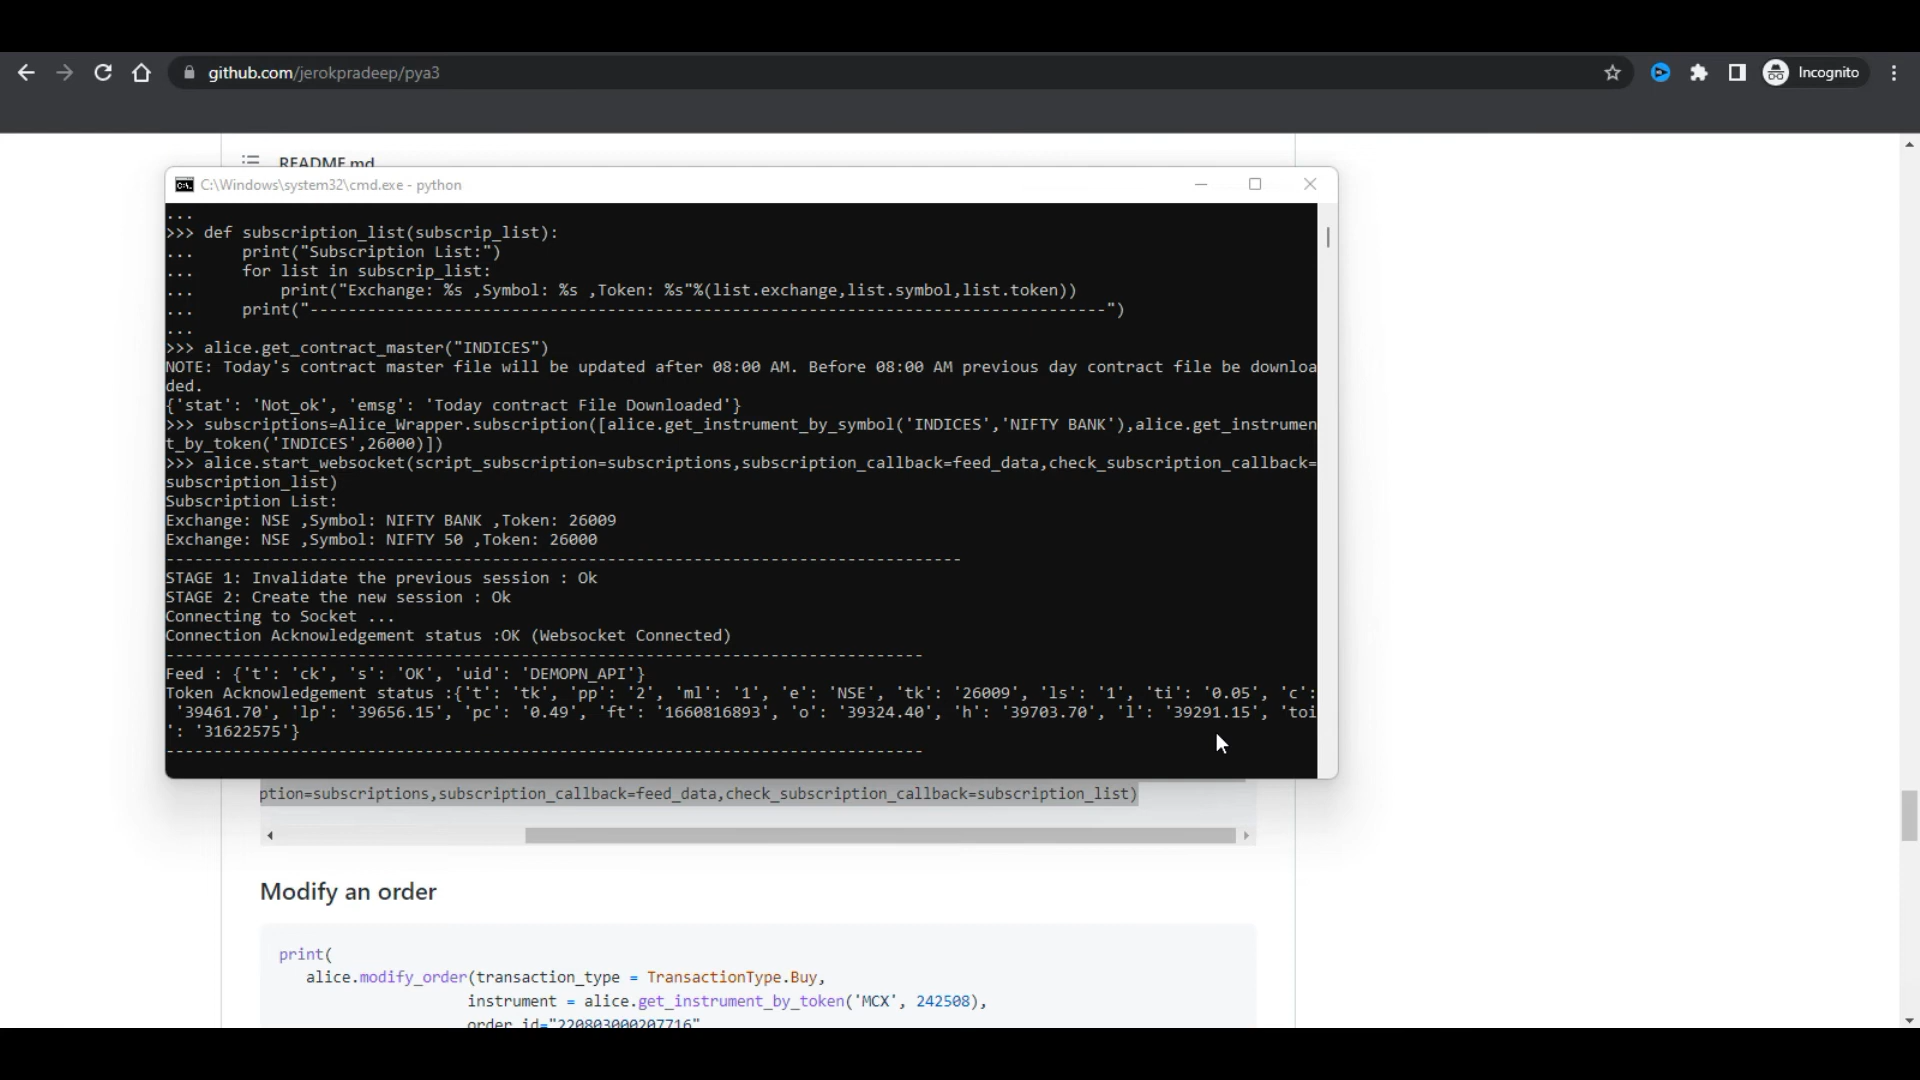 github.com/jerokpradeep/pya3
Incognito
README.md
C:\Windows\system32\cmd.exe - python
...
>>> def subscription_list(subscrip_list):
...     print("Subscription List:")
...     for list in subscrip_list:
...         print("Exchange: %s ,Symbol: %s ,Token: %s"%(list.exchange,list.symbol,list.token))
...     print("-----------------------------------------------------------------------------------")
...
>>> alice.get_contract_master("INDICES")
NOTE: Today's contract master file will be updated after 08:00 AM. Before 08:00 AM previous day contract file be downloa
ded.
{'stat': 'Not_ok', 'emsg': 'Today contract File Downloaded'}
>>> subscriptions=Alice_Wrapper.subscription([alice.get_instrument_by_symbol('INDICES','NIFTY BANK'),alice.get_instrumen
t_by_token('INDICES',26000)])
>>> alice.start_websocket(script_subscription=subscriptions,subscription_callback=feed_data,check_subscription_callback=
subscription_list)
Subscription List:
Exchange: NSE ,Symbol: NIFTY BANK ,Token: 26009
Exchange: NSE ,Symbol: NIFTY 50 ,Token: 26000
-----------------------------------------------------------------------------------
STAGE 1: Invalidate the previous session : Ok
STAGE 2: Create the new session : Ok
Connecting to Socket ...
Connection Acknowledgement status :OK (Websocket Connected)
-------------------------------------------------------------------------------
Feed : {'t': 'ck', 's': 'OK', 'uid': 'DEMOPN_API'}
Token Acknowledgement status :{'t': 'tk', 'pp': '2', 'ml': '1', 'e': 'NSE', 'tk': '26009', 'ls': '1', 'ti': '0.05', 'c':
 '39461.70', 'lp': '39656.15', 'pc': '0.49', 'ft': '1660816893', 'o': '39324.40', 'h': '39703.70', 'l': '39291.15', 'toi
': '31622575'}
-------------------------------------------------------------------------------
ption=subscriptions,subscription_callback=feed_data,check_subscription_callback=subscription_list)
Modify an order
print(
alice.modify_order(transaction_type = TransactionType.Buy,
instrument = alice.get_instrument_by_token('MCX', 242508),
order_id="220803000207716"